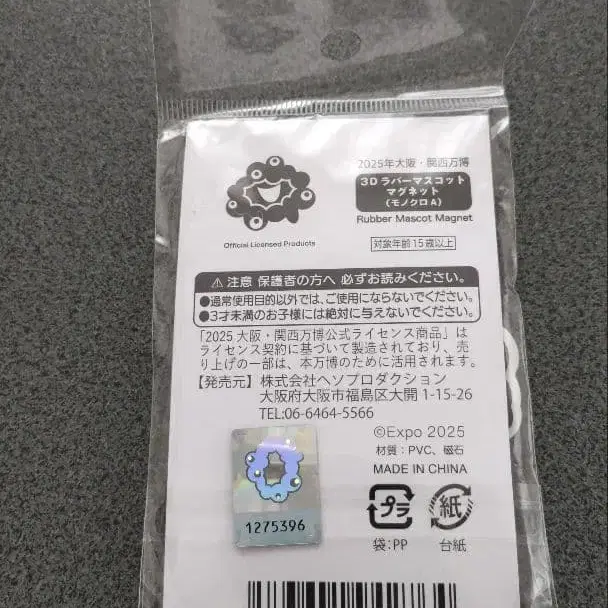 2025年大阪・関西万博
3Dラバーマスコット
マグネット
(モノクロA)
Rubber Mascot Magnet
Official Licensed Products
対象年齢15歳以上
⚠注意 保護者の方へ 必ずお読みください。
●通常使用目的以外では、ご使用にならないでください。
●3才未満のお子様には絶対に与えないでください。
「2025 大阪・関西万博公式ライセンス商品」は
ライセンス契約に基づいて製造されており、売
り上げの一部は、本万博のために活用されます。
【発売元】株式会社ヘソプロダクション
大阪府大阪市福島区大開 1-15-26
TEL:06-6464-5566
©Expo 2025
材質：PVC、磁石
MADE IN CHINA
1275396
プラ
紙
袋:PP
台紙